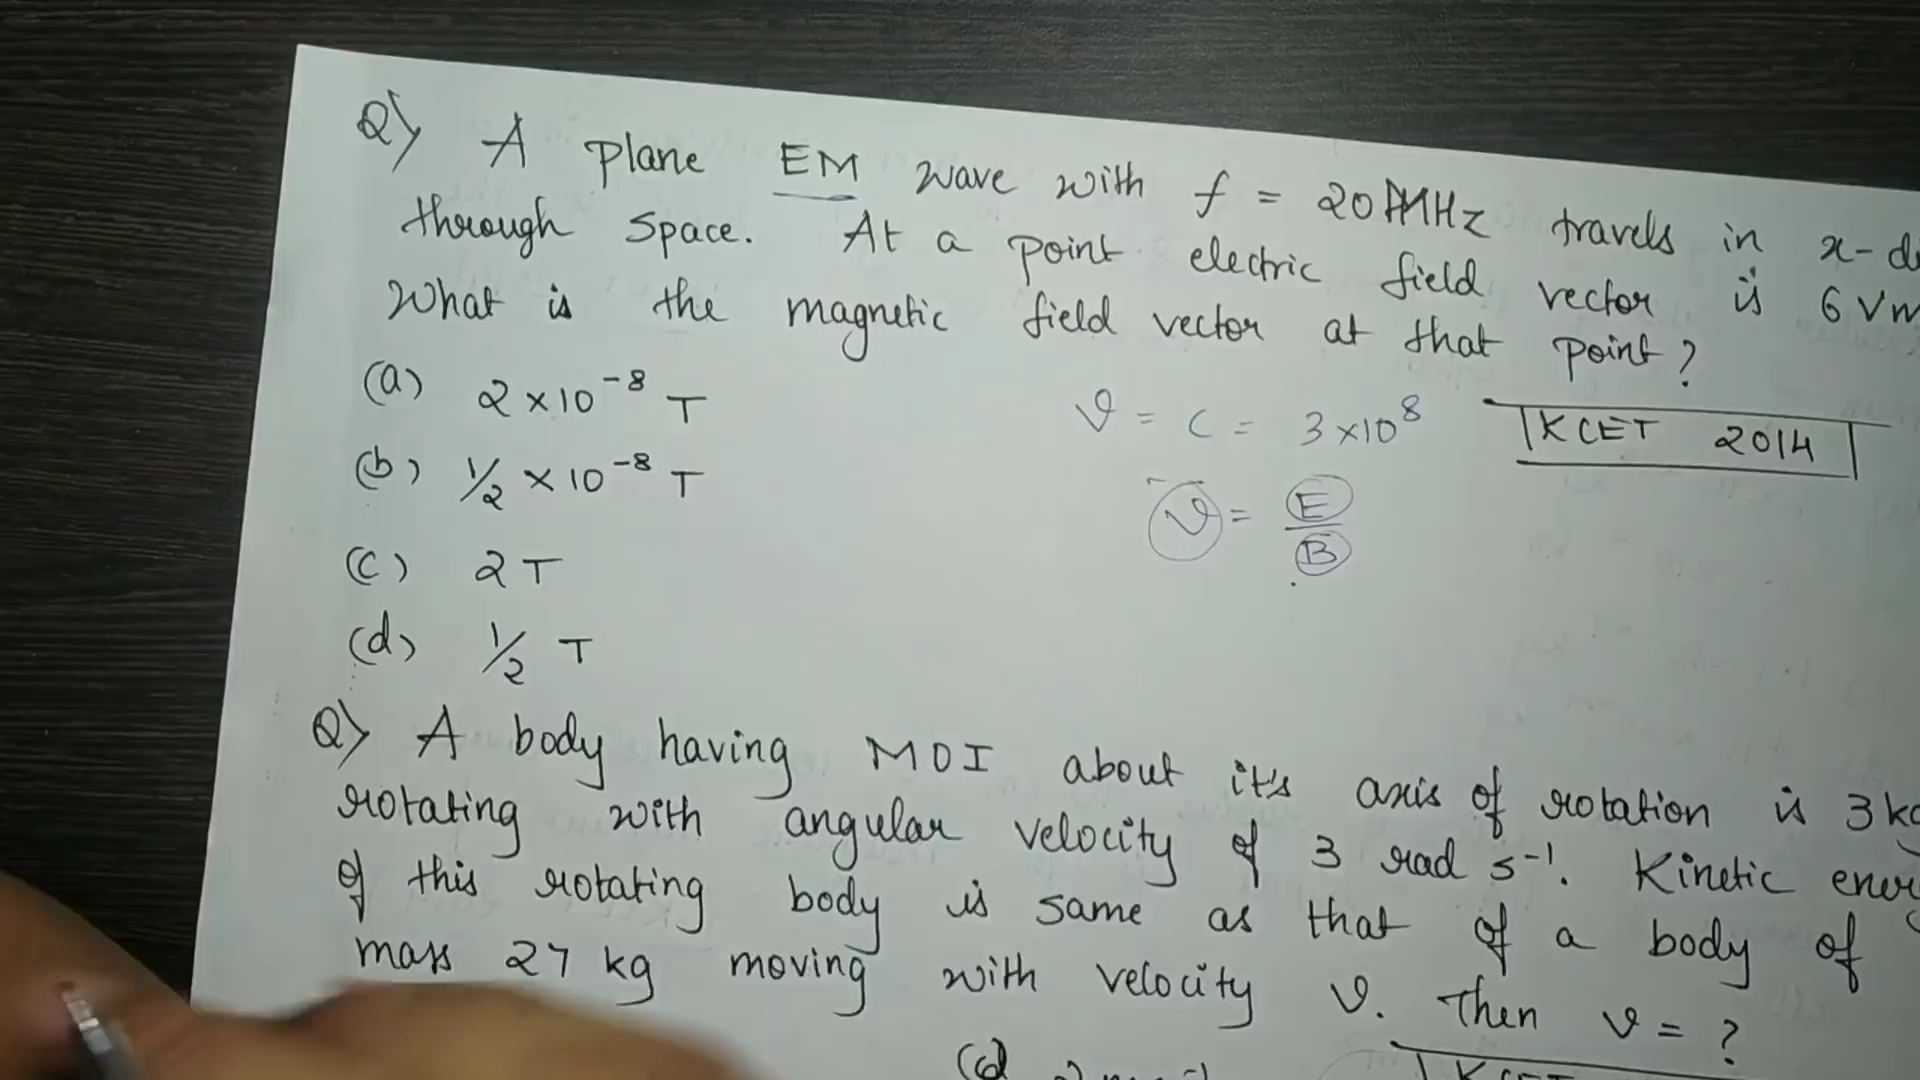 Q) A plane EM wave with f = 20 MHz travels in x-di
through space. At a point electric field vector is 6 Vm
What is the magnetic field vector at that point?
(a) 2 × 10⁻⁸ T
(b) 1/2 × 10⁻⁸ T
(c) 2 T
(d) 1/2 T
v = c = 3 × 10⁸
KCET 2014
v = E/B
Q) A body having MOI about it's axis of rotation is 3 kg
rotating with angular velocity of 3 rad s⁻¹. Kinetic ener
of this rotating body is same as that of a body of
mass 27 kg moving with velocity v. Then v = ?
KCET